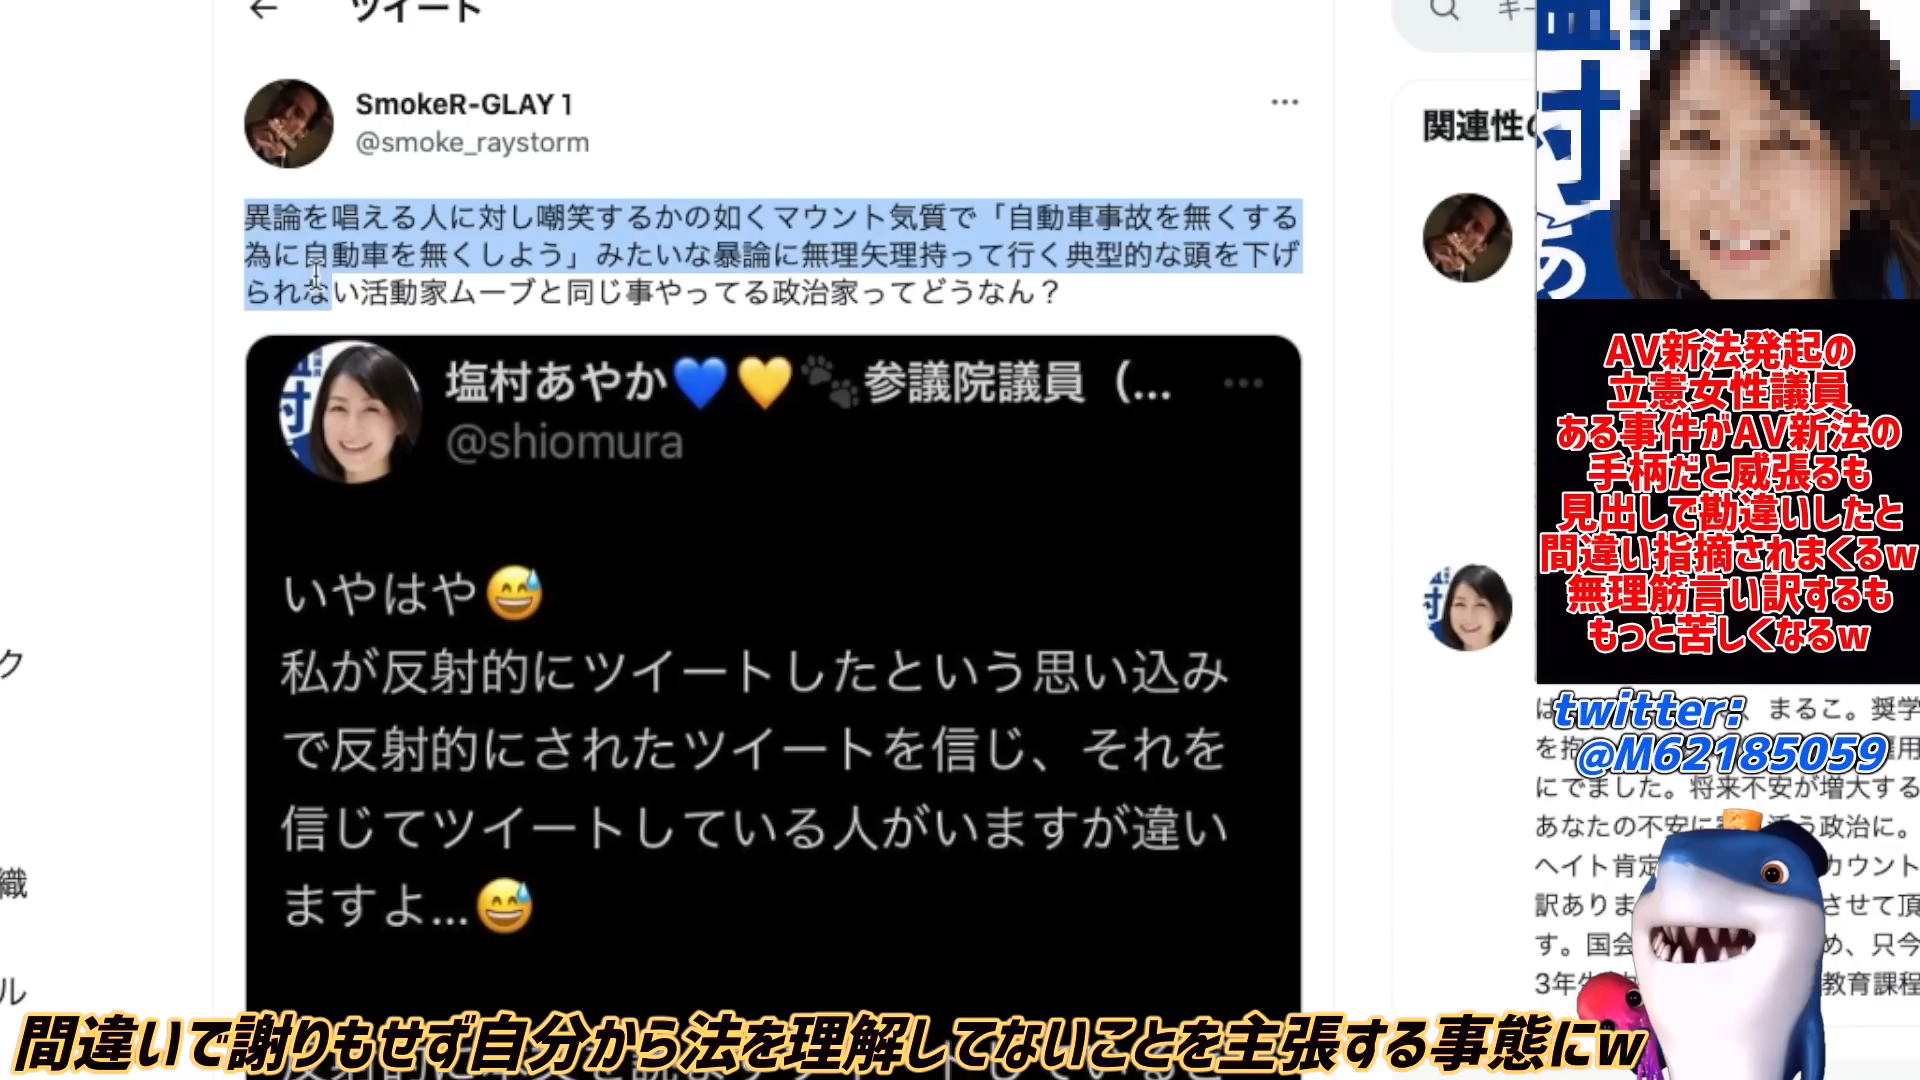 ツイート
SmokeR-GLAY 1
@smoke_raystorm
異論を唱える人に対し嘲笑するかの如くマウント気質で「自動車事故を無くする
為に自動車を無くしよう」みたいな暴論に無理矢理持って行く典型的な頭を下げ
られない活動家ムーブと同じ事やってる政治家ってどうなん？
塩村あやか💙💛🐾参議院議員（...
@shiomura
いやはや😅
私が反射的にツイートしたという思い込み
で反射的にされたツイートを信じ、それを
信じてツイートしている人がいますが違い
ますよ...😅
キー
関連性の
村
あ
AV新法発起の
立憲女性議員
ある事件がAV新法の
手柄だと威張るも
見出しで勘違いしたと
間違い指摘されまくるw
無理筋言い訳するも
もっと苦しくなるw
twitter:
@M62185059
は
まるこ。奨学
を抱
雇用
にでました。将来不安が増大する
あなたの不安に
添う政治に。
ヘイト肯定
カウント
訳ありま
させて頂
す。国会
め、只今
3年生
教育課程
ク
織
ル
間違いで謝りもせず自分から法を理解してないことを主張する事態にw